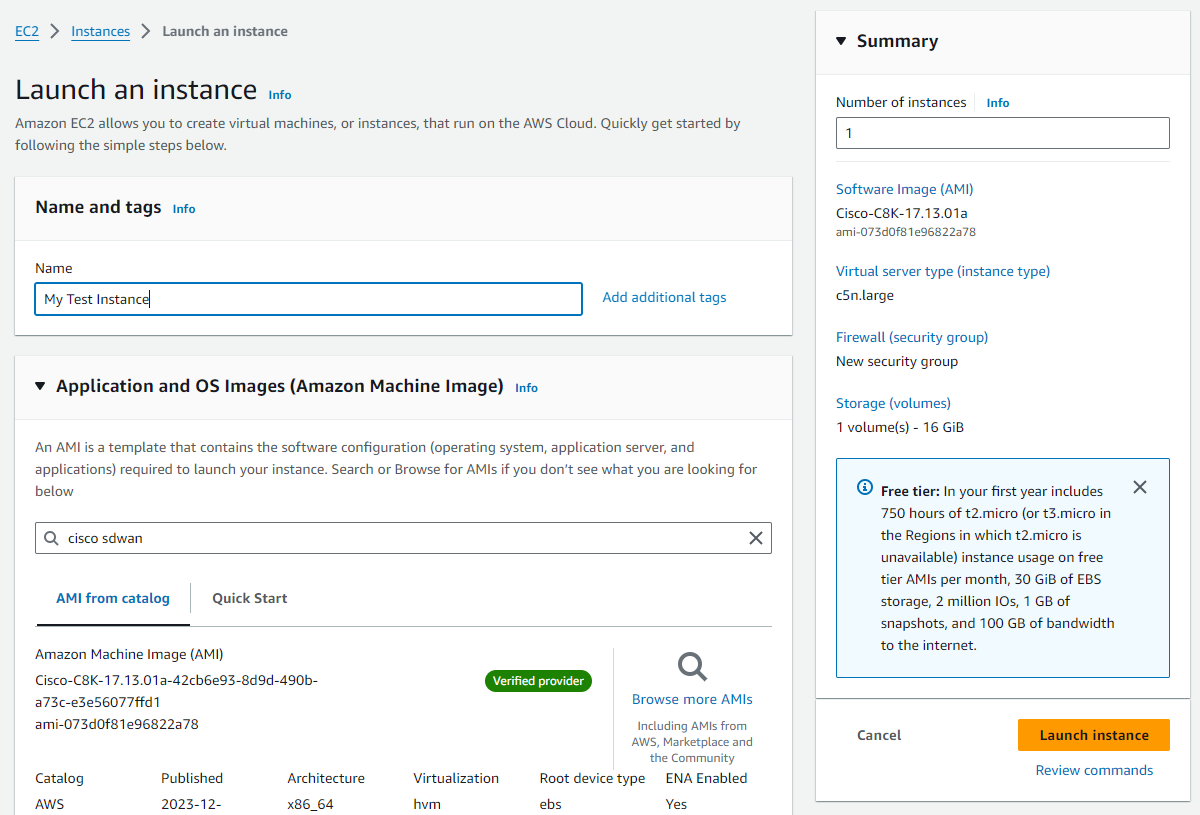 EC2 > Instances > Launch an instance
Launch an instance Info
Amazon EC2 allows you to create virtual machines, or instances, that run on the AWS Cloud. Quickly get started by
following the simple steps below.
Name and tags Info
Name
My Test Instance
Add additional tags
Application and OS Images (Amazon Machine Image) Info
An AMI is a template that contains the software configuration (operating system, application server, and
applications) required to launch your instance. Search or Browse for AMIs if you don’t see what you are looking for
below
cisco sdwan
AMI from catalog
Quick Start
Amazon Machine Image (AMI)
Cisco-C8K-17.13.01a-42cb6e93-8d9d-490b-
a73c-e3e56077ffd1
ami-073d0f81e96822a78
Verified provider
Browse more AMIs
Including AMIs from
AWS, Marketplace and
the Community
Catalog Published Architecture Virtualization Root device type ENA Enabled
AWS 2023-12- x86_64 hvm ebs Yes
Summary
Number of instances Info
1
Software Image (AMI)
Cisco-C8K-17.13.01a
ami-073d0f81e96822a78
Virtual server type (instance type)
c5n.large
Firewall (security group)
New security group
Storage (volumes)
1 volume(s) - 16 GiB
Free tier: In your first year includes
750 hours of t2.micro (or t3.micro in
the Regions in which t2.micro is
unavailable) instance usage on free
tier AMIs per month, 30 GiB of EBS
storage, 2 million IOs, 1 GB of
snapshots, and 100 GB of bandwidth
to the internet.
Cancel
Launch instance
Review commands